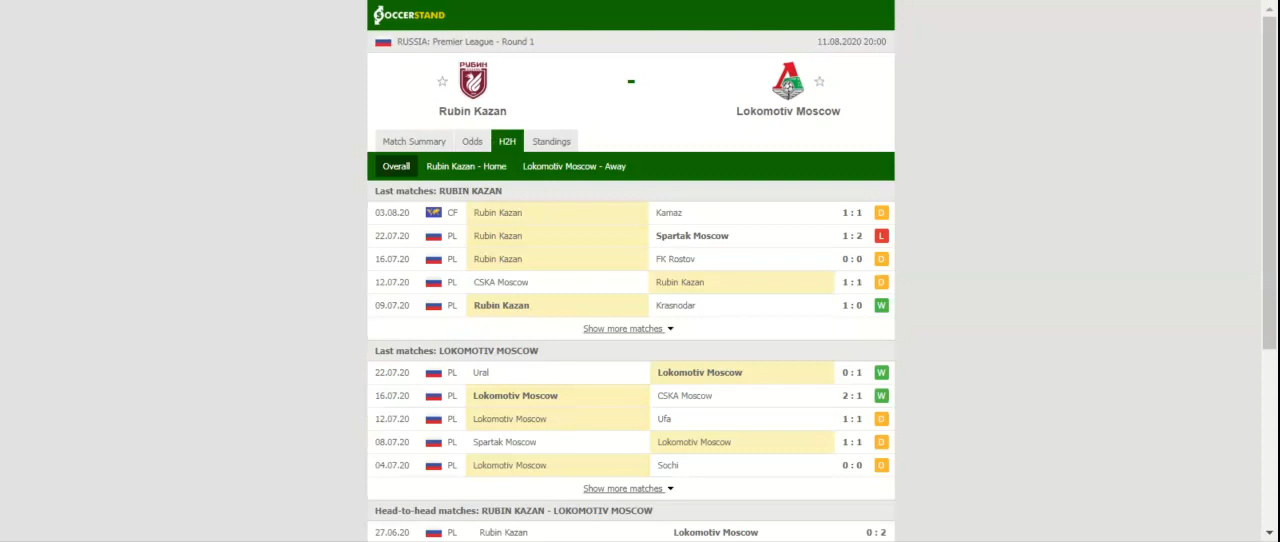 SOCCERSTAND
RUSSIA: Premier League - Round 1 11.08.2020 20:00
РУБИН
-
Rubin Kazan Lokomotiv Moscow
Match Summary Odds H2H Standings
Overall Rubin Kazan - Home Lokomotiv Moscow - Away
Last matches: RUBIN KAZAN
03.08.20 CF Rubin Kazan Kamaz 1 : 1 D
22.07.20 PL Rubin Kazan Spartak Moscow 1 : 2 L
16.07.20 PL Rubin Kazan FK Rostov 0 : 0 D
12.07.20 PL CSKA Moscow Rubin Kazan 1 : 1 D
09.07.20 PL Rubin Kazan Krasnodar 1 : 0 W
Show more matches
Last matches: LOKOMOTIV MOSCOW
22.07.20 PL Ural Lokomotiv Moscow 0 : 1 W
16.07.20 PL Lokomotiv Moscow CSKA Moscow 2 : 1 W
12.07.20 PL Lokomotiv Moscow Ufa 1 : 1 D
08.07.20 PL Spartak Moscow Lokomotiv Moscow 1 : 1 D
04.07.20 PL Lokomotiv Moscow Sochi 0 : 0 D
Show more matches
Head-to-head matches: RUBIN KAZAN - LOKOMOTIV MOSCOW
27.06.20 PL Rubin Kazan Lokomotiv Moscow 0 : 2